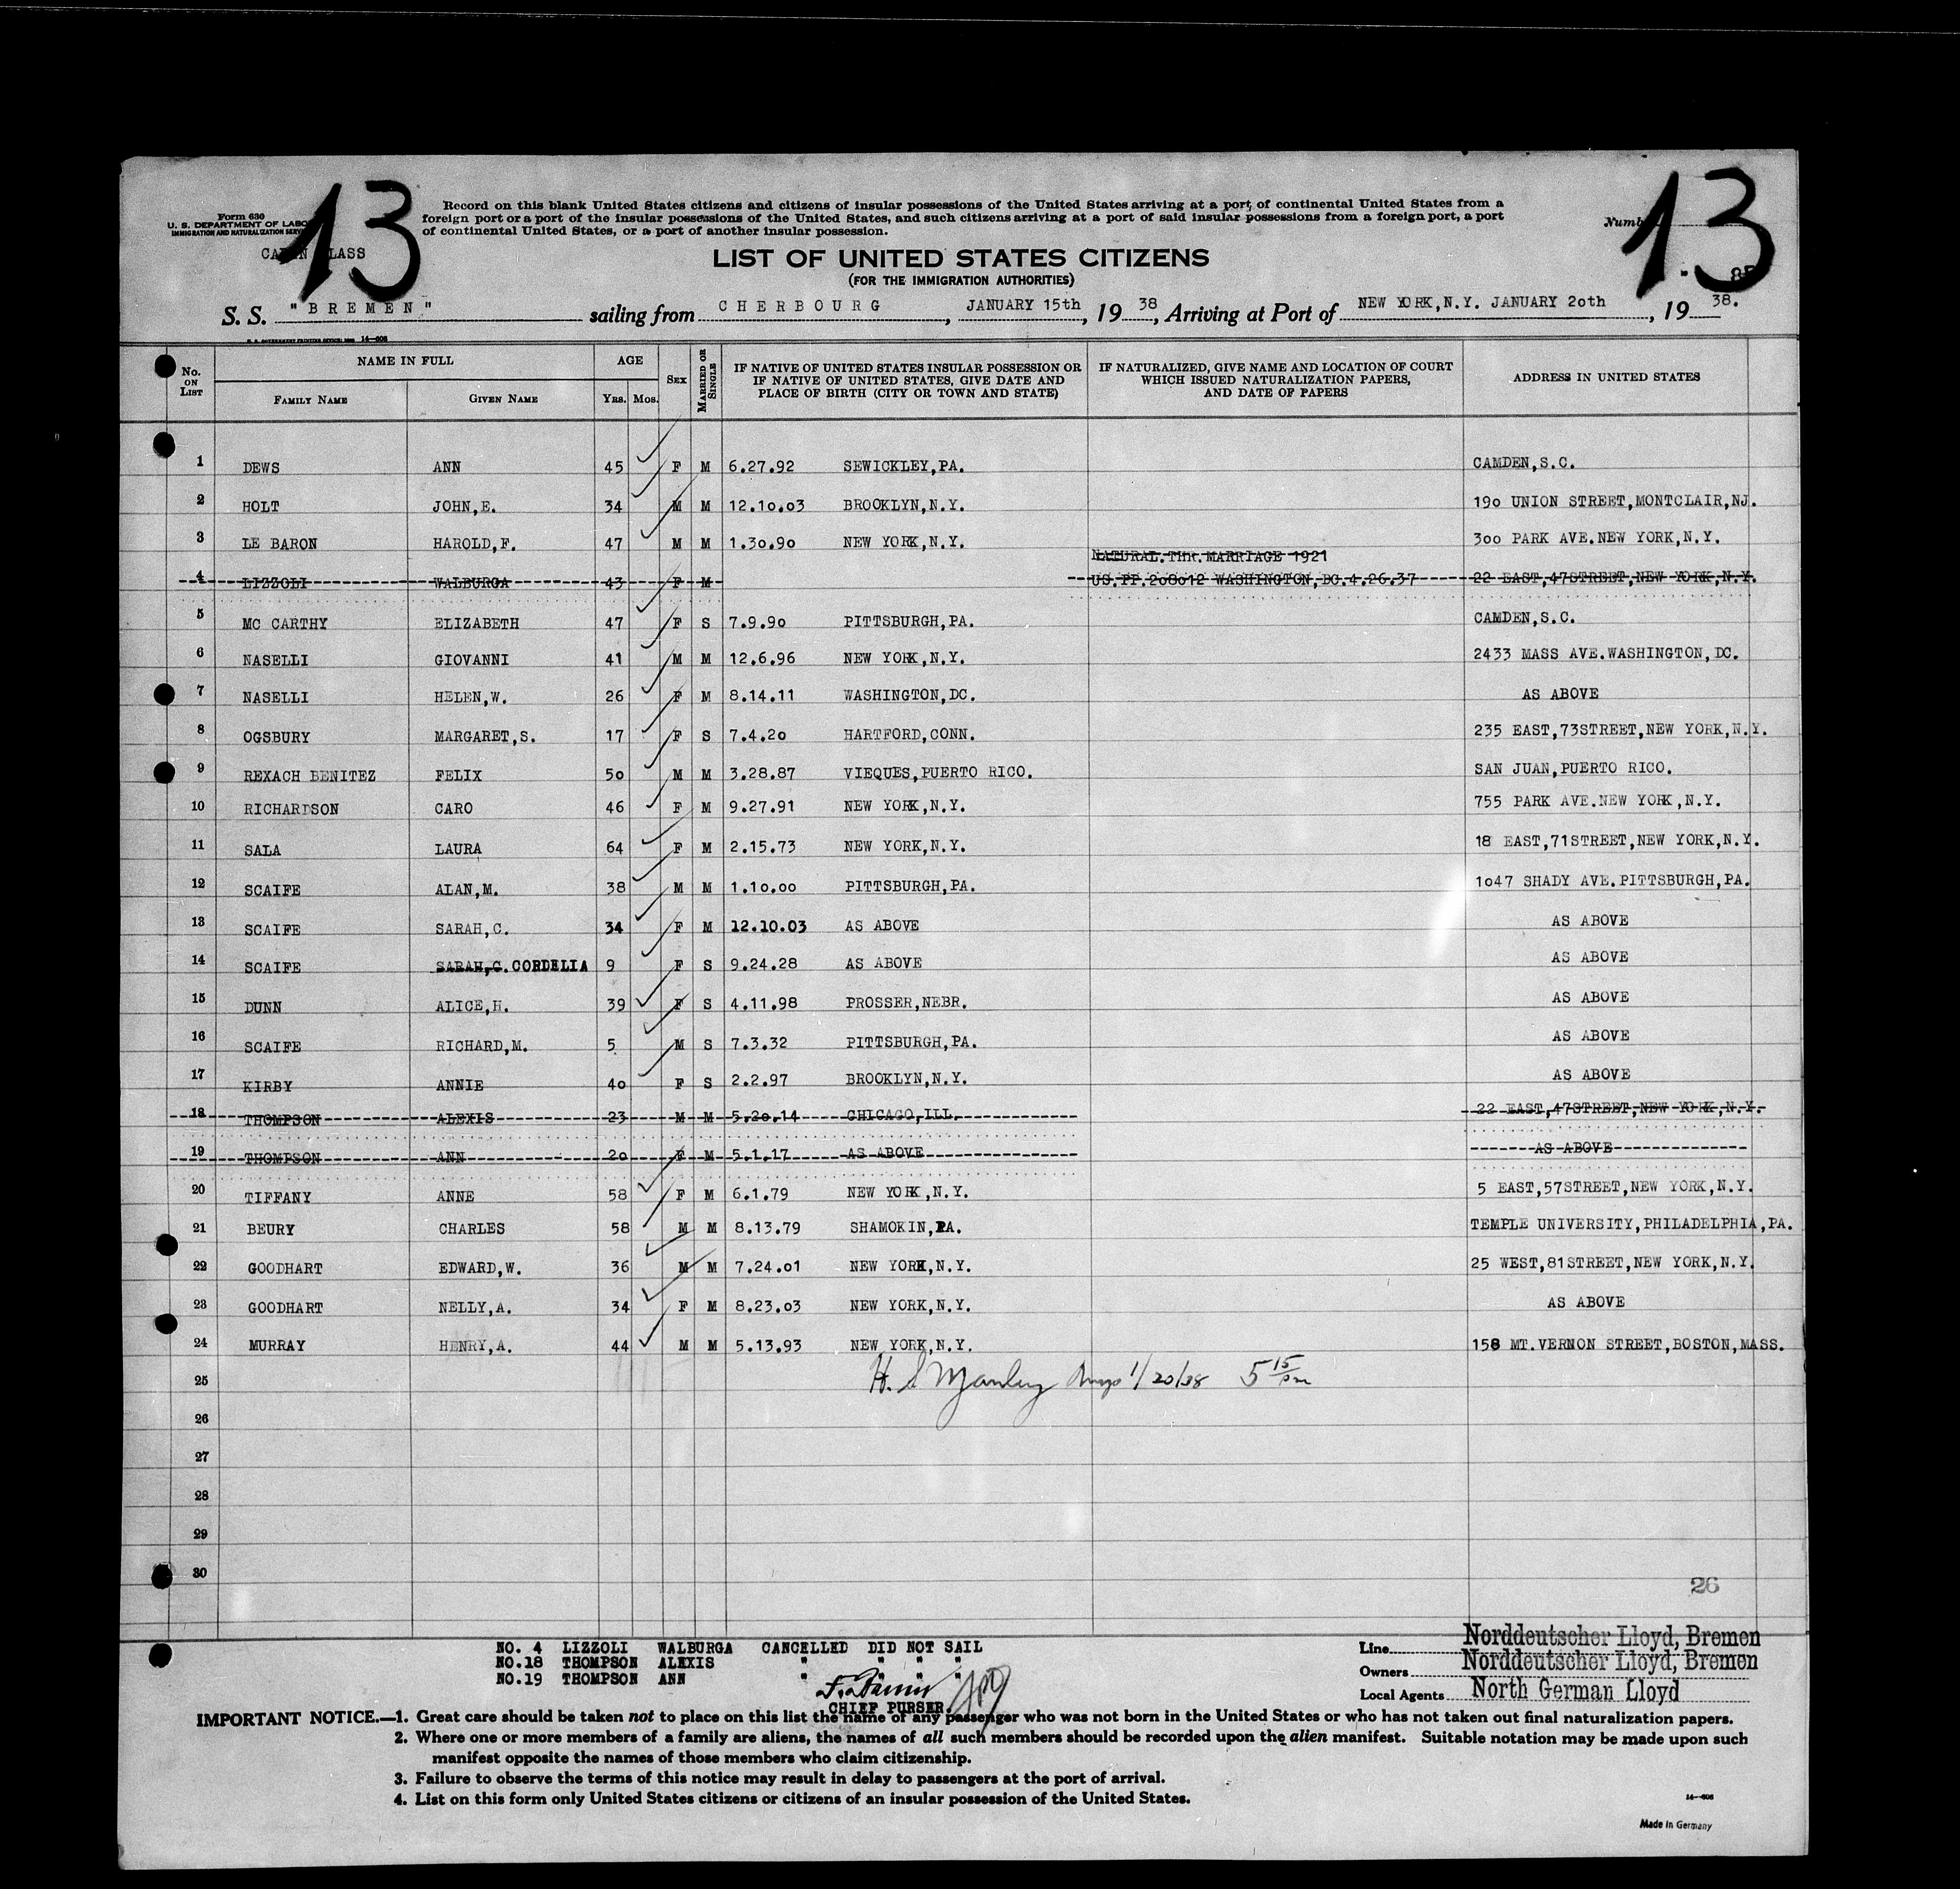 13
13
Form 630
U. S. DEPARTMENT OF LABOR
IMMIGRATION AND NATURALIZATION SERVICE
CABIN CLASS
Record on this blank United States citizens and citizens of insular possessions of the United States arriving at a port of continental United States from a
foreign port or a port of the insular possessions of the United States, and such citizens arriving at a port of said insular possessions from a foreign port, a port
of continental United States, or a port of another insular possession.
Number
LIST OF UNITED STATES CITIZENS
(FOR THE IMMIGRATION AUTHORITIES)
S. S. "BREMEN" sailing from CHERBOURG, JANUARY 15th, 19 38, Arriving at Port of NEW YORK,N.Y. JANUARY 2oth, 19 38.
14—608
No. ON LIST NAME IN FULL AGE SEX MARRIED OR SINGLE IF NATIVE OF UNITED STATES INSULAR POSSESSION OR IF NATIVE OF UNITED STATES, GIVE DATE AND PLACE OF BIRTH (CITY OR TOWN AND STATE) IF NATURALIZED, GIVE NAME AND LOCATION OF COURT WHICH ISSUED NATURALIZATION PAPERS, AND DATE OF PAPERS ADDRESS IN UNITED STATES
FAMILY NAME GIVEN NAME YRS. MOS.
1 DEWS ANN 45 F M 6.27.92 SEWICKLEY,PA. CAMDEN,S.C.
2 HOLT JOHN,E. 34 M M 12.1o.o3 BROOKLYN,N.Y. 19o UNION STREET,MONTCLAIR,NJ.
3 LE BARON HAROLD,F. 47 M M 1.3o.9o NEW YORK,N.Y. 3oo PARK AVE.NEW YORK,N.Y.
NATURAL.THR.MARRIAGE 1921
4 LIZZOLI WALBURGA 43 F M US.PP.2o8o12 WASHINGTON,DC.4.26.37 22 EAST,47STREET,NEW YORK,N.Y.
5 MC CARTHY ELIZABETH 47 F S 7.9.9o PITTSBURGH,PA. CAMDEN,S.C.
6 NASELLI GIOVANNI 41 M M 12.6.96 NEW YORK,N.Y. 2433 MASS AVE.WASHINGTON,DC.
7 NASELLI HELEN,W. 26 F M 8.14.11 WASHINGTON,DC. AS ABOVE
8 OGSBURY MARGARET,S. 17 F S 7.4.2o HARTFORD,CONN. 235 EAST,73STREET,NEW YORK,N.Y.
9 REXACH BENITEZ FELIX 5o M M 3.28.87 VIEQUES,PUERTO RICO. SAN JUAN,PUERTO RICO.
10 RICHARDSON CARO 46 F M 9.27.91 NEW YORK,N.Y. 755 PARK AVE.NEW YORK,N.Y.
11 SALA LAURA 64 F M 2.15.73 NEW YORK,N.Y. 18 EAST,71STREET,NEW YORK,N.Y.
12 SCAIFE ALAN,M. 38 M M 1.1o.oo PITTSBURGH,PA. 1o47 SHADY AVE.PITTSBURGH,PA.
13 SCAIFE SARAH,C. 34 F M 12.10.03 AS ABOVE AS ABOVE
14 SCAIFE SARAH,C. CORDELIA 9 F S 9.24.28 AS ABOVE AS ABOVE
15 DUNN ALICE,H. 39 F S 4.11.98 PROSSER,NEBR. AS ABOVE
16 SCAIFE RICHARD,M. 5 M S 7.3.32 PITTSBURGH,PA. AS ABOVE
17 KIRBY ANNIE 4o F S 2.2.97 BROOKLYN,N.Y. AS ABOVE
18 THOMPSON ALEXIS 23 M M 5.2o.14 CHICAGO,ILL. 22 EAST,47STREET,NEW YORK,N.Y.
19 THOMPSON ANN 2o F M 5.1.17 AS ABOVE AS ABOVE
20 TIFFANY ANNE 58 F M 6.1.79 NEW YORK,N.Y. 5 EAST,57STREET,NEW YORK,N.Y.
21 BEURY CHARLES 58 M M 8.13.79 SHAMOKIN,PA. TEMPLE UNIVERSITY,PHILADELPHIA,PA.
22 GOODHART EDWARD,W. 36 M M 7.24.o1 NEW YORK,N.Y. 25 WEST,81STREET,NEW YORK,N.Y.
23 GOODHART NELLY,A. 34 F M 8.23.o3 NEW YORK,N.Y. AS ABOVE
24 MURRAY HENRY,A. 44 M M 5.13.93 NEW YORK,N.Y. 158 MT.VERNON STREET,BOSTON,MASS.
25 H. S Manley 1/20/38 5 15 pm
26
27
28
29
30
26
NO. 4 LIZZOLI WALBURGA CANCELLED DID NOT SAIL
NO.18 THOMPSON ALEXIS " " " "
NO.19 THOMPSON ANN "
CHIEF PURSER
Line Norddeutscher Lloyd, Bremen
Owners Norddeutscher Lloyd, Bremen
Local Agents North German Lloyd
IMPORTANT NOTICE.—1. Great care should be taken not to place on this list the name of any passenger who was not born in the United States or who has not taken out final naturalization papers.
2. Where one or more members of a family are aliens, the names of all such members should be recorded upon the alien manifest. Suitable notation may be made upon such
manifest opposite the names of those members who claim citizenship.
3. Failure to observe the terms of this notice may result in delay to passengers at the port of arrival.
4. List on this form only United States citizens or citizens of an insular possession of the United States.
14—608
Made in Germany